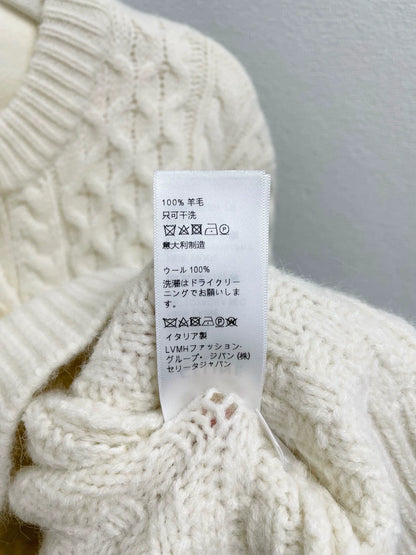 100% 羊毛
只可干洗
意大利制造
ウール 100%
洗濯はドライクリー
ニングでお願いしま
す。
イタリア製
LVMHファッション·
グループ· ジパン (株)
セリータジャパン